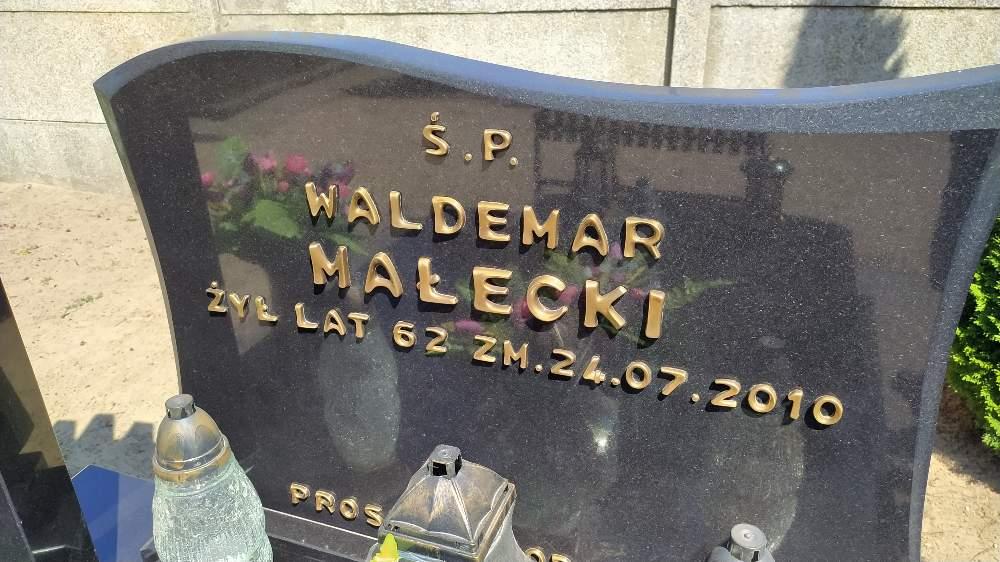 Ś.P.
WALDEMAR
MAŁECKI
ŻYŁ LAT 62 ZM.24.07.2010